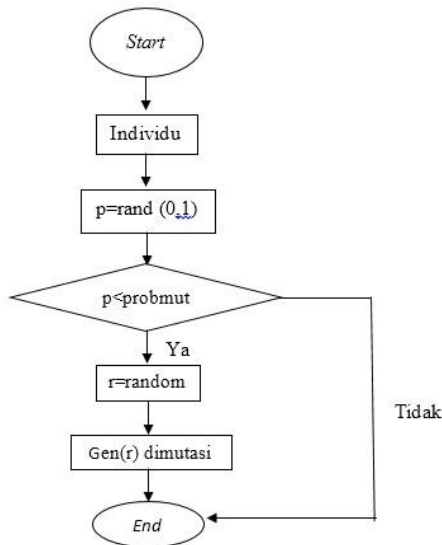 Start
Individu
p=rand (0,1)
p<probmut
Ya
r=random
Tidak
Gen(r) dimutasi
End